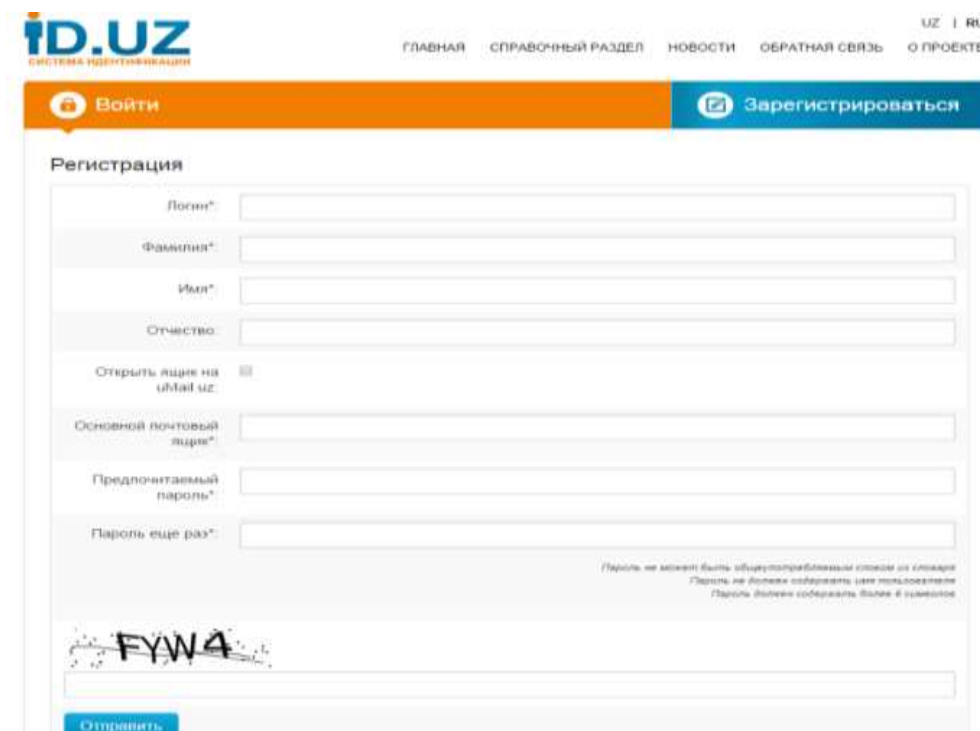 iD.UZ
СИСТЕМА ИДЕНТИФИКАЦИИ
UZ | RU
ГЛАВНАЯ СПРАВОЧНЫЙ РАЗДЕЛ НОВОСТИ ОБРАТНАЯ СВЯЗЬ О ПРОЕКТЕ
Войти
Зарегистрироваться
Регистрация
Логин*:
Фамилия*:
Имя*:
Отчество:
Открыть ящик на
uMail.uz:
Основной почтовый
ящик*:
Предпочитаемый
пароль*:
Пароль еще раз*:
Пароль не может быть общеупотребляемым словом из словаря
Пароль не должен содержать имя пользователя
Пароль должен содержать более 6 символов
FYW4
Отправить